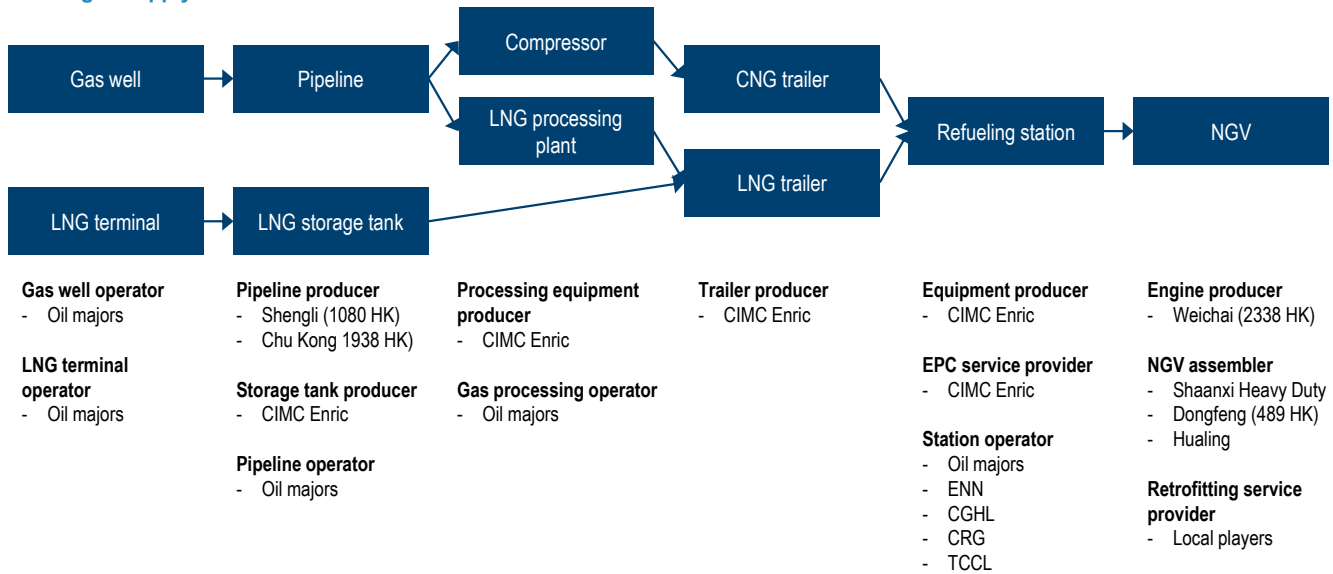 Compressor
Gas well
Pipeline
CNG trailer
LNG processing
plant
Refueling station
NGV
LNG trailer
LNG terminal
LNG storage tank
Gas well operator
- Oil majors
LNG terminal
operator
- Oil majors
Pipeline producer
- Shengli (1080 HK)
- Chu Kong 1938 HK)
Storage tank producer
- CIMC Enric
Pipeline operator
- Oil majors
Processing equipment
producer
- CIMC Enric
Gas processing operator
- Oil majors
Trailer producer
- CIMC Enric
Equipment producer
- CIMC Enric
EPC service provider
- CIMC Enric
Station operator
- Oil majors
- ENN
- CGHL
- CRG
- TCCL
Engine producer
- Weichai (2338 HK)
NGV assembler
- Shaanxi Heavy Duty
- Dongfeng (489 HK)
- Hualing
Retrofitting service
provider
- Local players